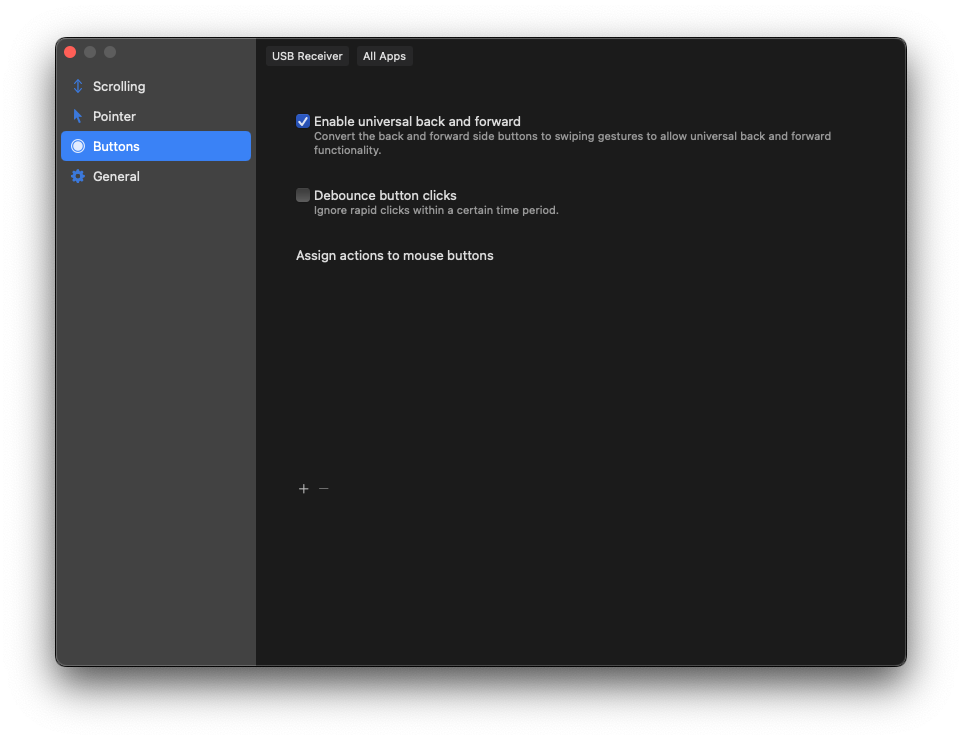 Scrolling
Pointer
Buttons
General
USB Receiver
All Apps
Enable universal back and forward
Convert the back and forward side buttons to swiping gestures to allow universal back and forward
functionality.
Debounce button clicks
Ignore rapid clicks within a certain time period.
Assign actions to mouse buttons